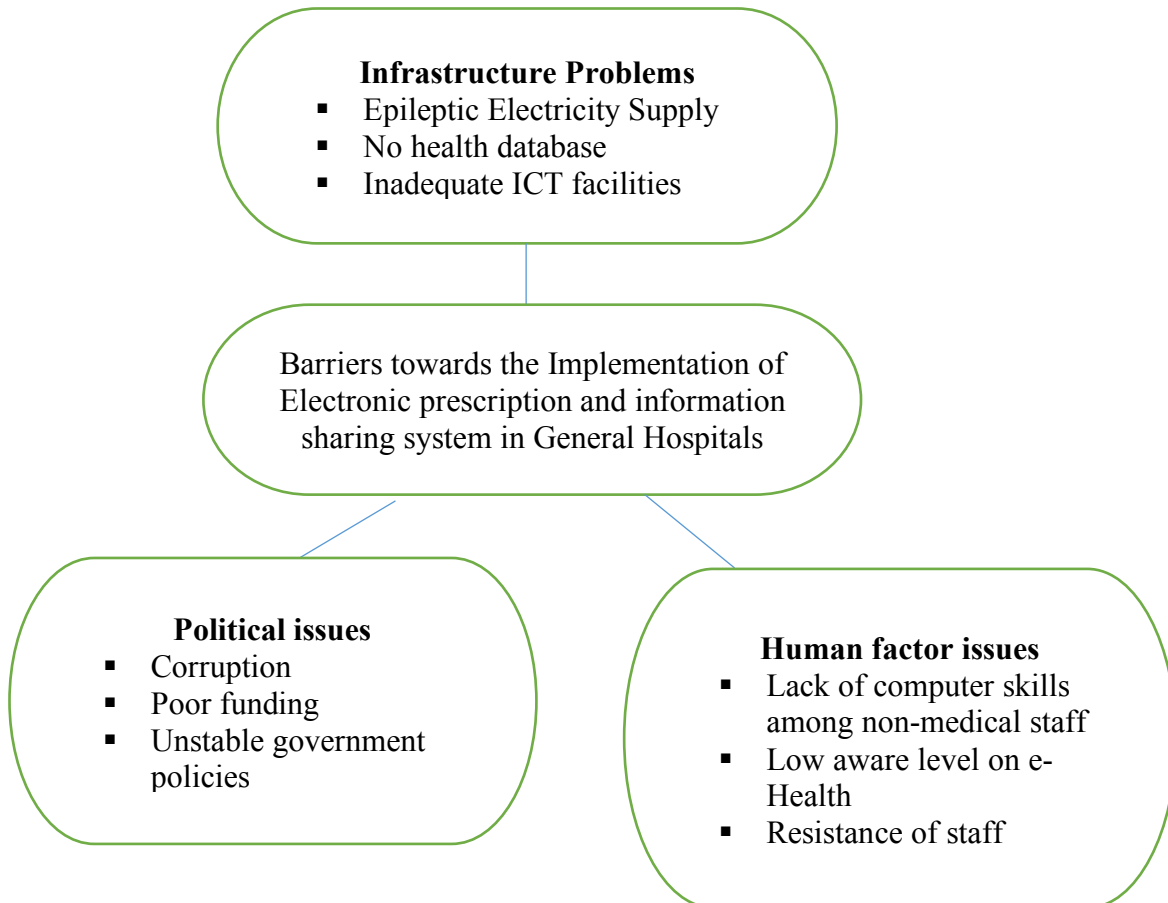 Infrastructure Problems
▪ Epileptic Electricity Supply
▪ No health database
▪ Inadequate ICT facilities
Barriers towards the Implementation of
Electronic prescription and information
sharing system in General Hospitals
Political issues
▪ Corruption
▪ Poor funding
▪ Unstable government
policies
Human factor issues
▪ Lack of computer skills
among non-medical staff
▪ Low aware level on e-
Health
▪ Resistance of staff